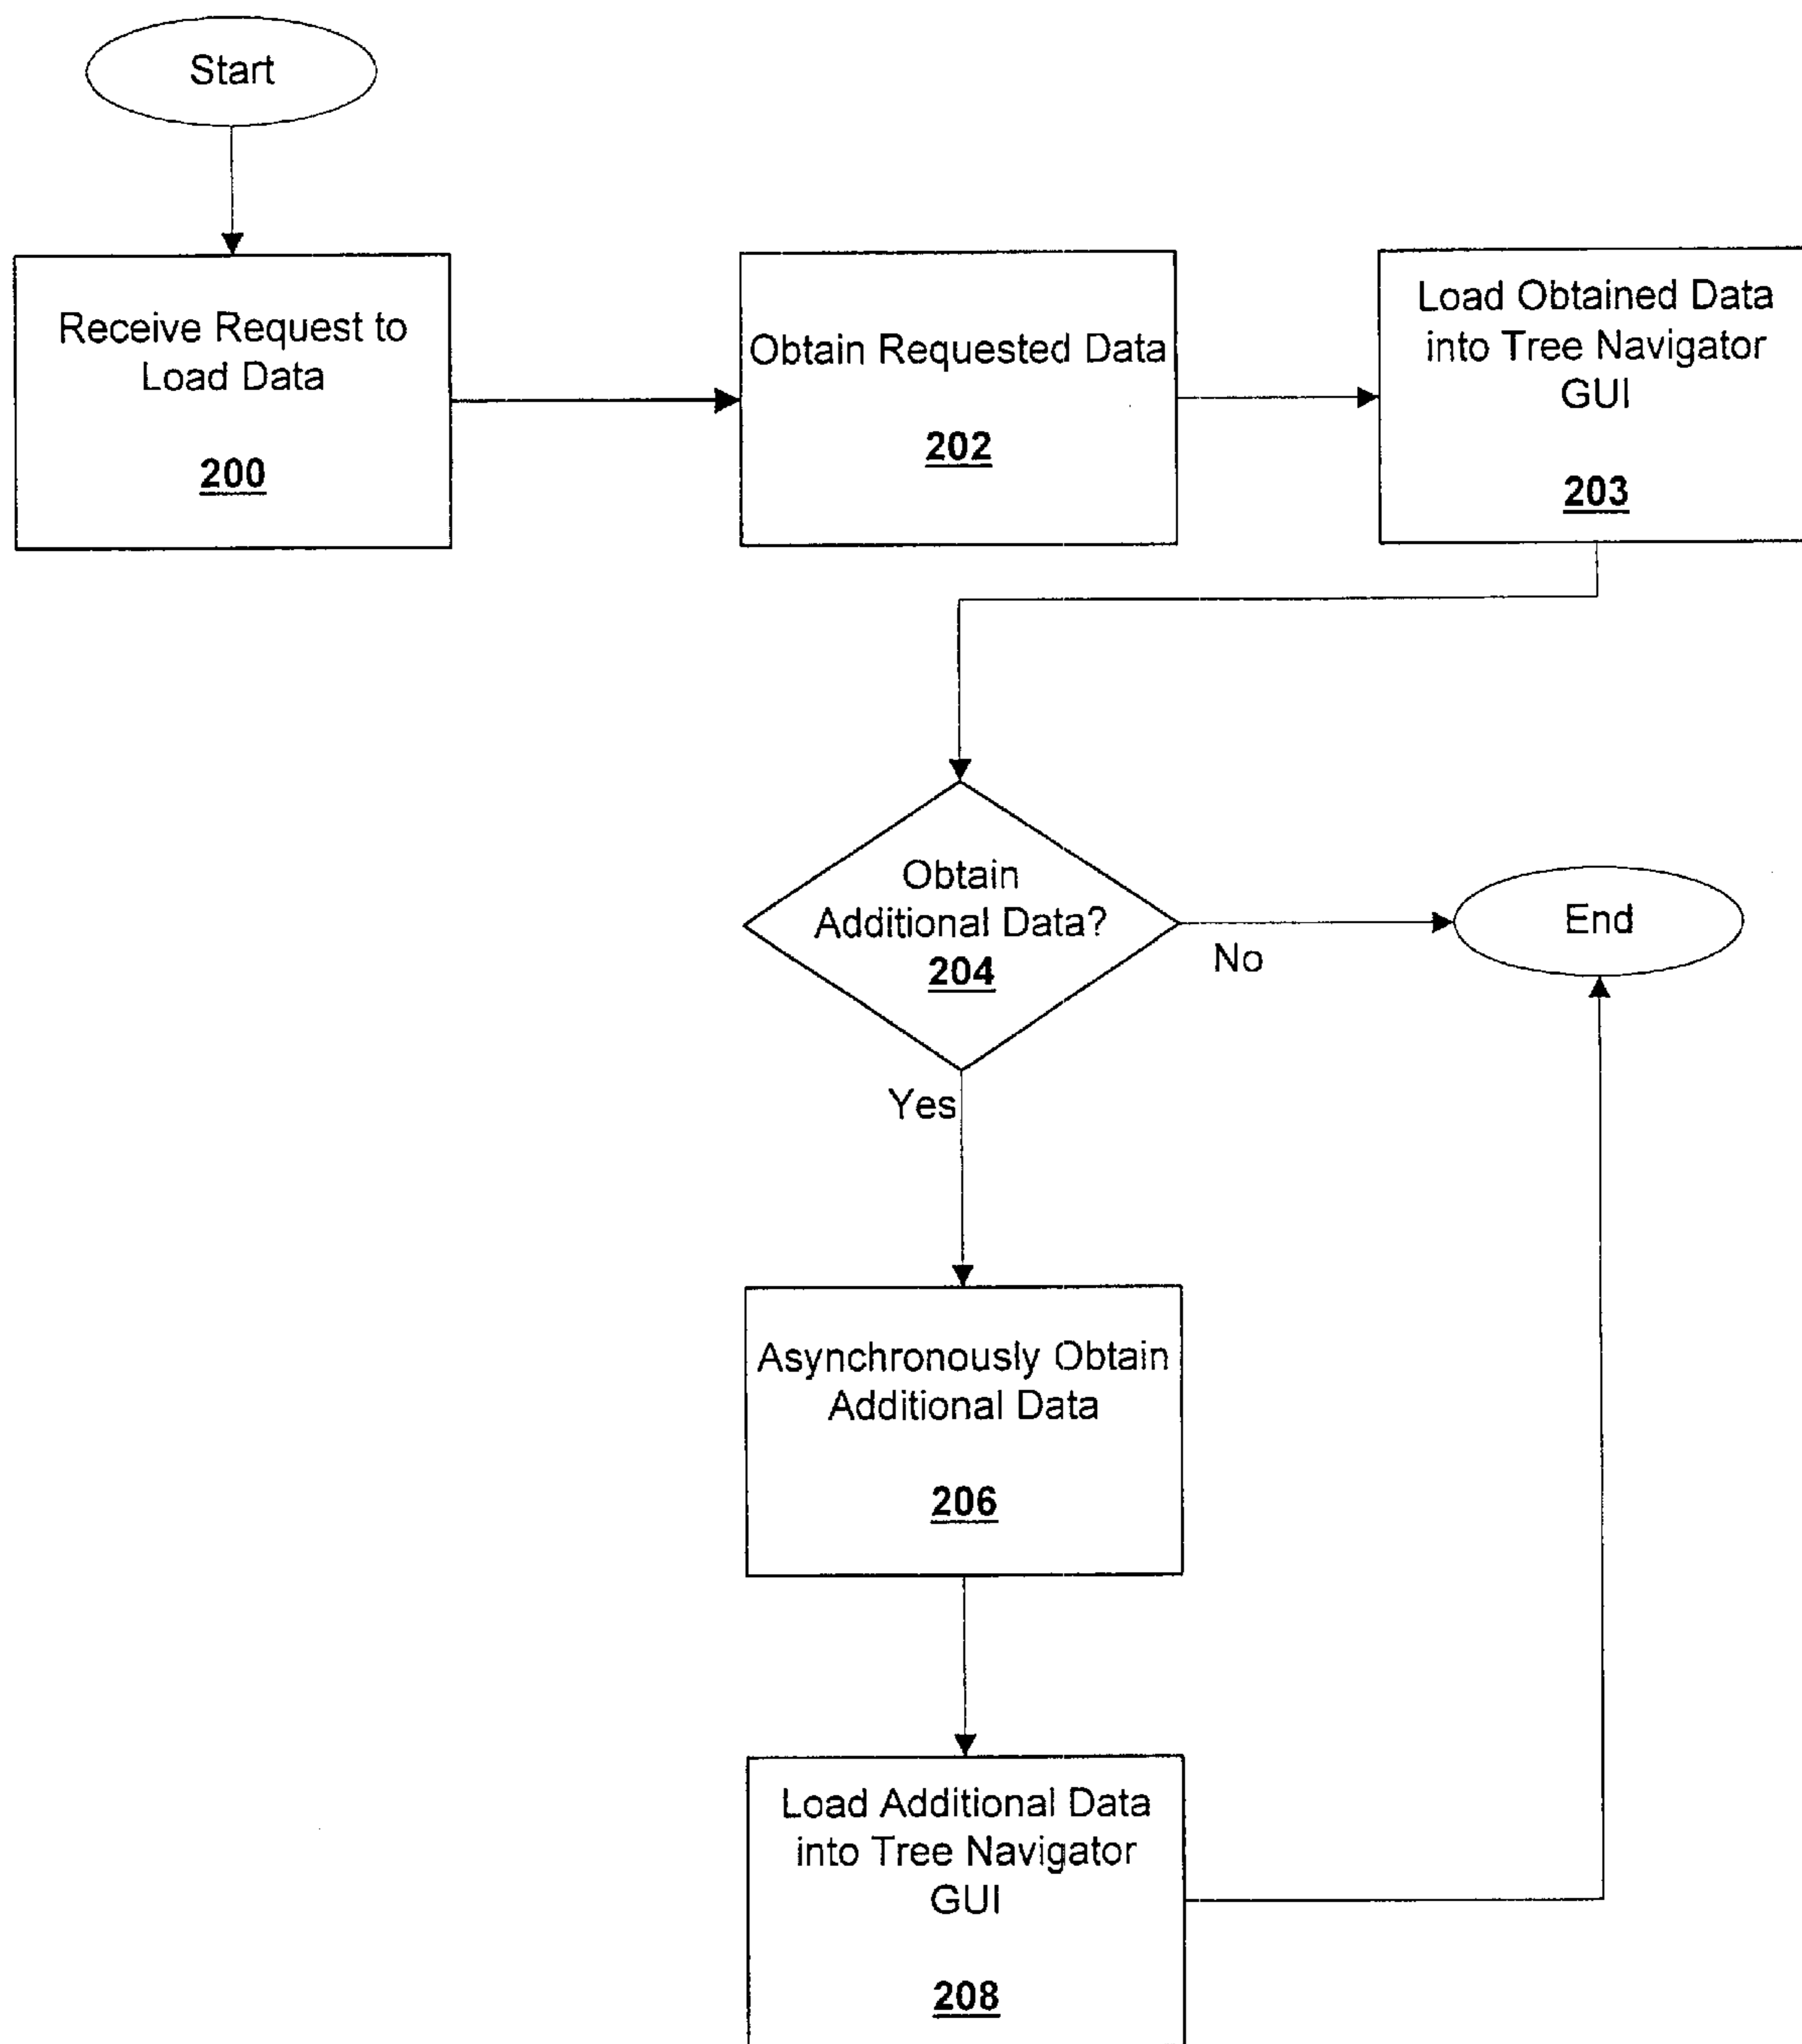 Start
Receive Request to
Load Data
200
Obtain Requested Data
202
Load Obtained Data
into Tree Navigator
GUI
203
Obtain
Additional Data?
204
No
End
Yes
Asynchronously Obtain
Additional Data
206
Load Additional Data
into Tree Navigator
GUI
208